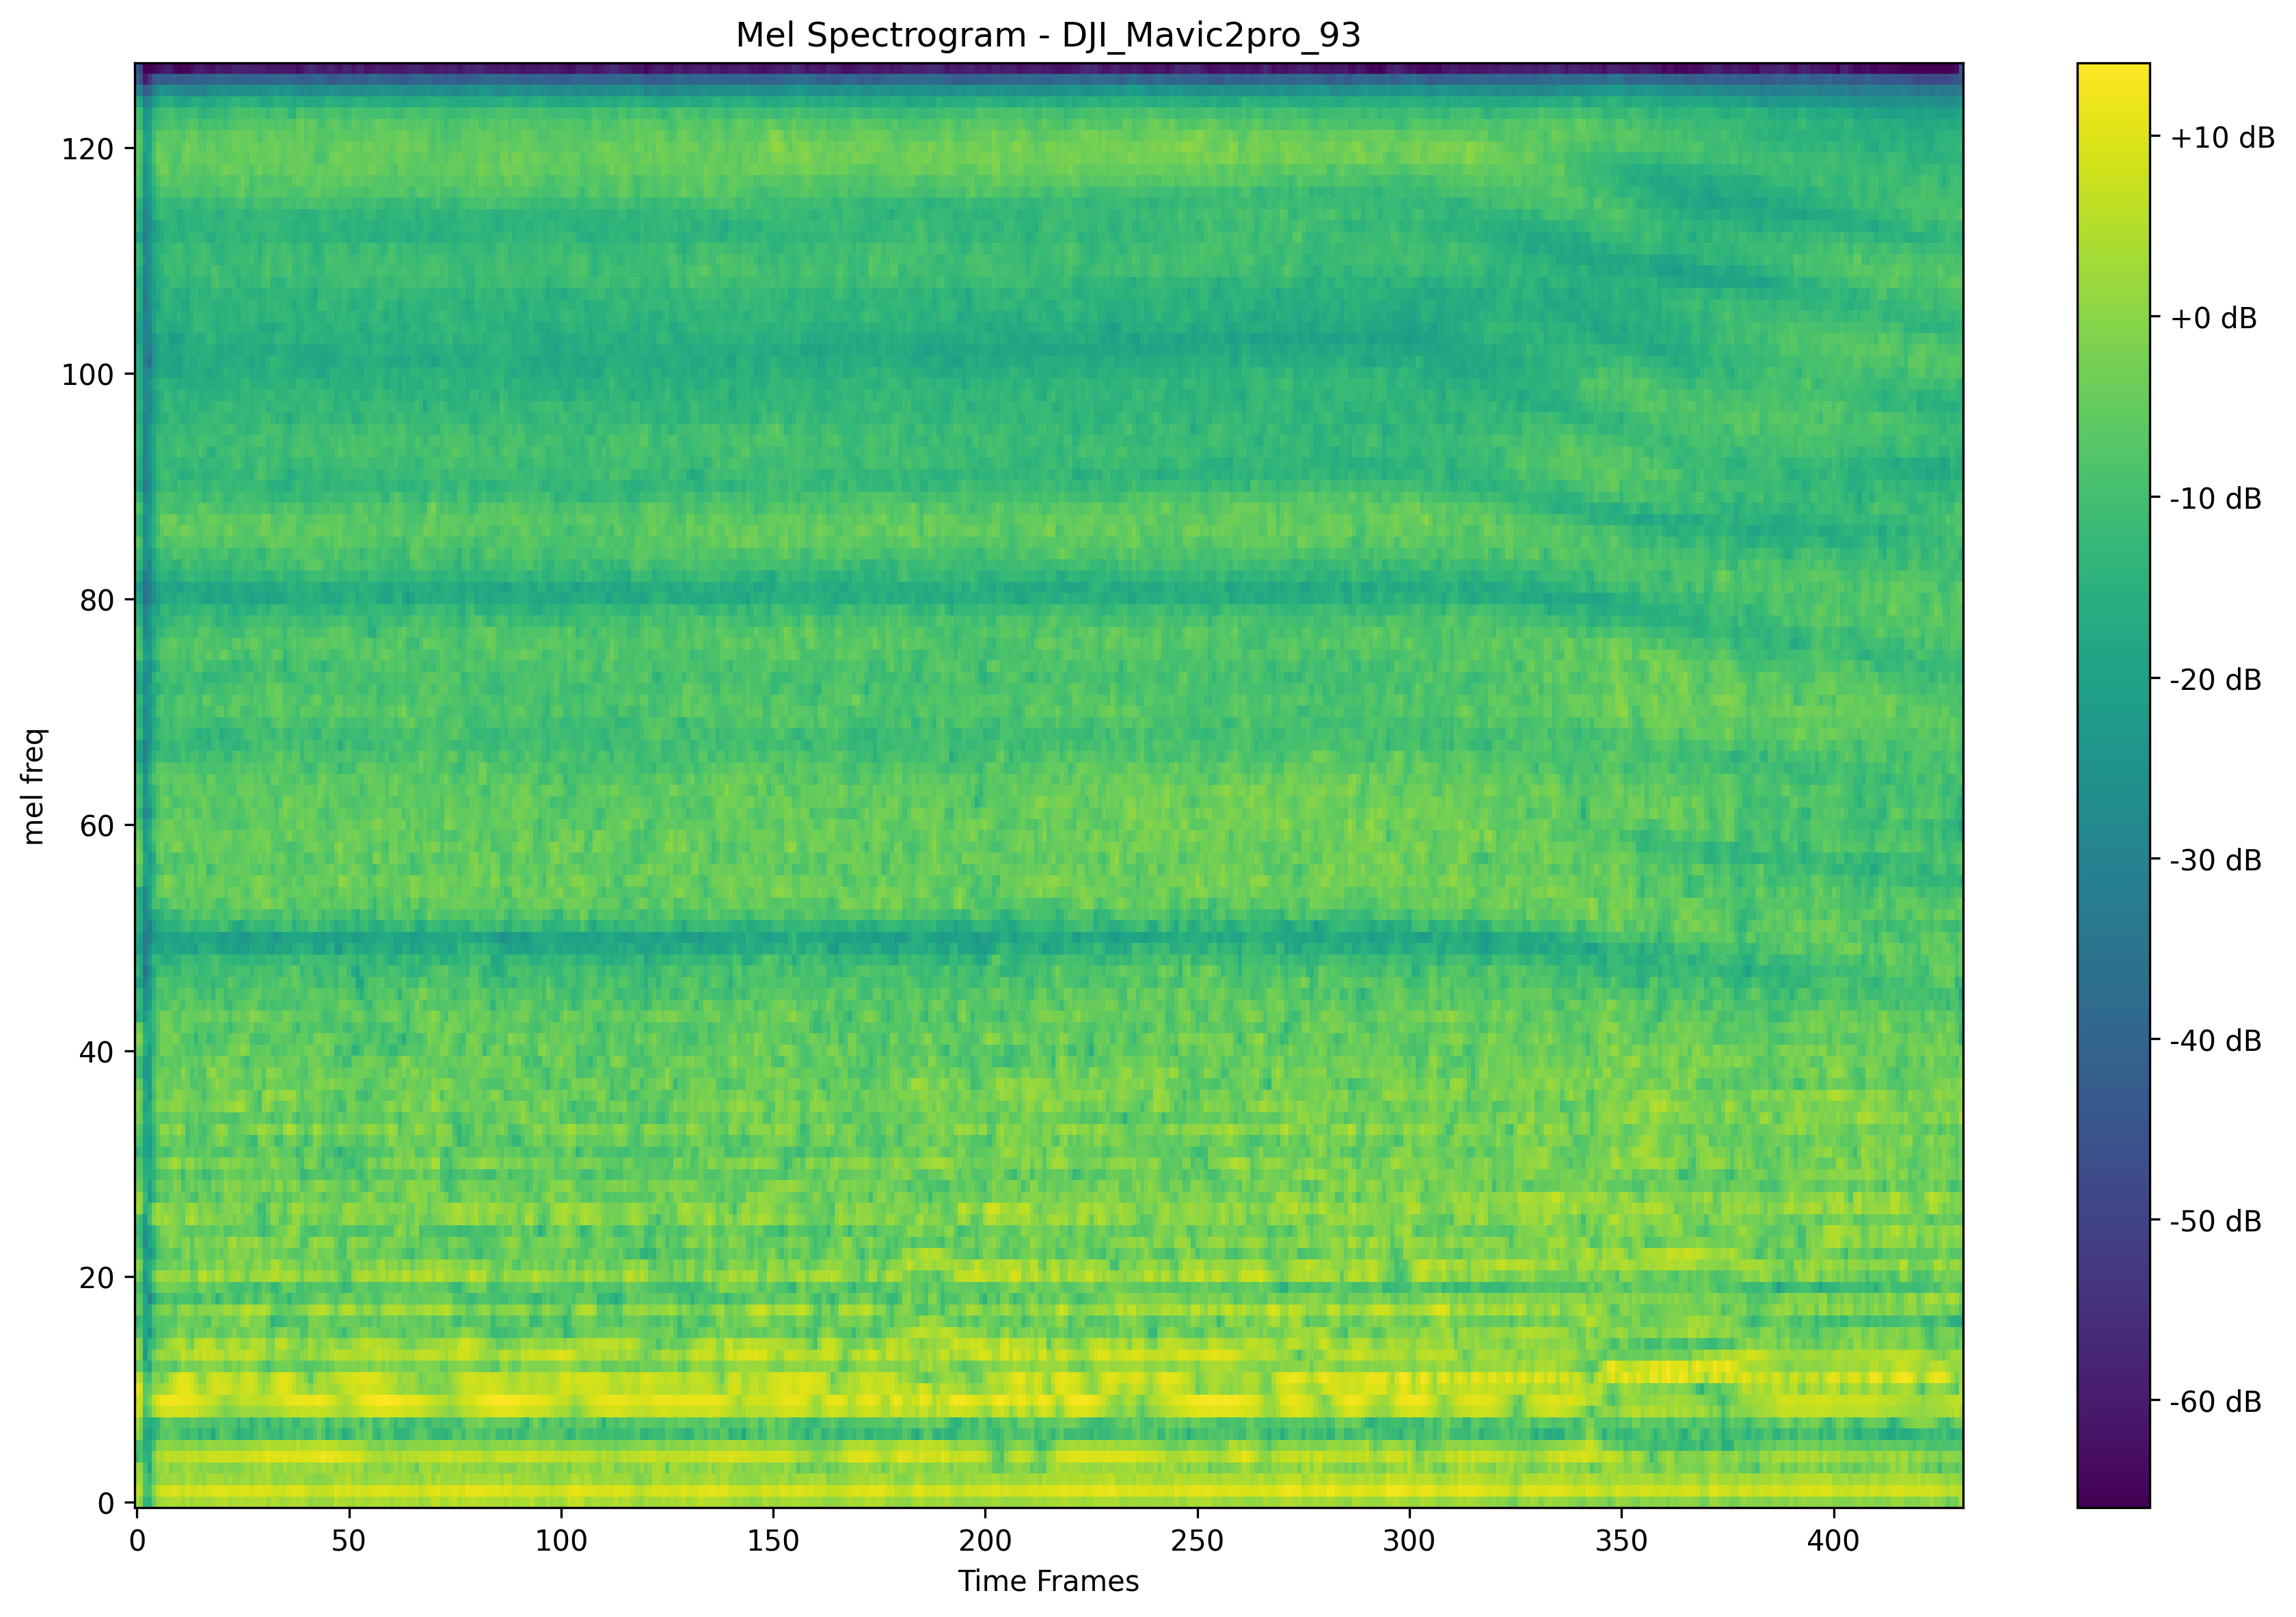 Mel Spectrogram - DJI_Mavic2pro_93
mel freq
120
100
80
60
40
20
0
0 50 100 150 200 250 300 350 400
Time Frames
+10 dB
+0 dB
-10 dB
-20 dB
-30 dB
-40 dB
-50 dB
-60 dB